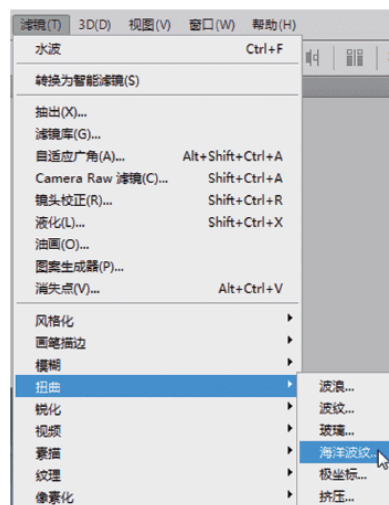 滤镜(T) 3D(D) 视图(V) 窗口(W) 帮助(H)
水波 Ctrl+F
转换为智能滤镜(S)
抽出(X)...
滤镜库(G)...
自适应广角(A)... Alt+Shift+Ctrl+A
Camera Raw 滤镜(C)... Shift+Ctrl+A
镜头校正(R)... Shift+Ctrl+R
液化(L)... Shift+Ctrl+X
油画(O)...
图案生成器(P)...
消失点(V)... Alt+Ctrl+V
风格化
画笔描边
模糊
扭曲 波浪...
锐化 波纹...
视频 玻璃...
素描 海洋波纹...
纹理 极坐标...
像素化 挤压...